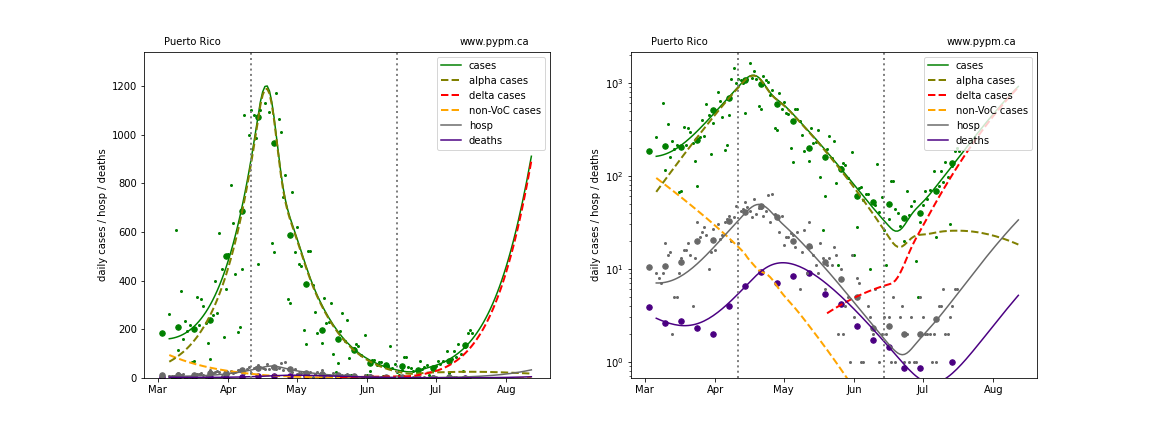 Puerto Rico www.pypm.ca
cases
alpha cases
delta cases
non-VoC cases
hosp
deaths
daily cases / hosp / deaths
1200
1000
800
600
400
200
0
Mar Apr May Jun Jul Aug
Puerto Rico www.pypm.ca
cases
alpha cases
delta cases
non-VoC cases
hosp
deaths
daily cases / hosp / deaths
10³
10²
10¹
10⁰
Mar Apr May Jun Jul Aug